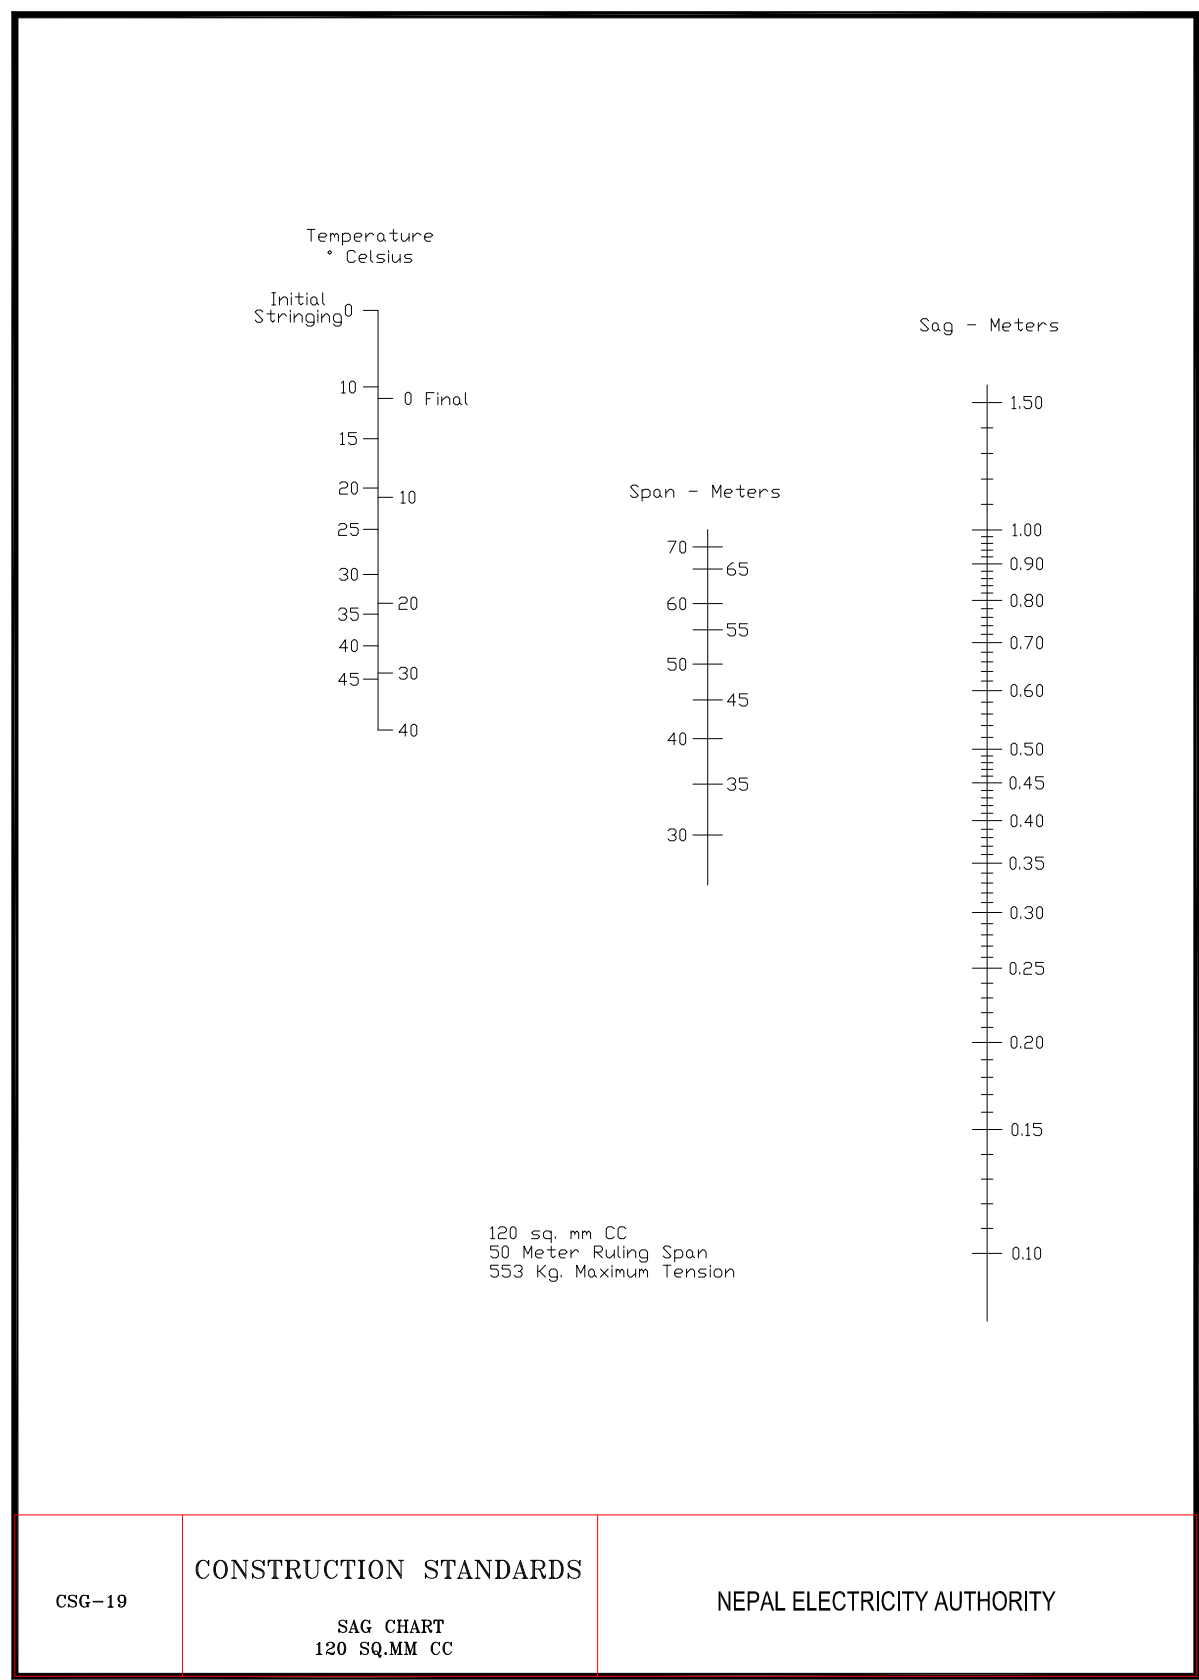 Temperature
° Celsius
Initial
Stringing
0
10
15
20
25
30
35
40
45
0 Final
10
20
30
40
Span - Meters
70
65
60
55
50
45
40
35
30
Sag - Meters
1.50
1.00
0.90
0.80
0.70
0.60
0.50
0.45
0.40
0.35
0.30
0.25
0.20
0.15
0.10
120 sq. mm CC
50 Meter Ruling Span
553 Kg. Maximum Tension
CSG-19
CONSTRUCTION STANDARDS
SAG CHART
120 SQ.MM CC
NEPAL ELECTRICITY AUTHORITY